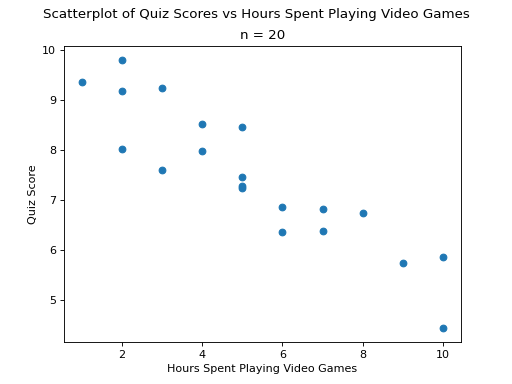 Scatterplot of Quiz Scores vs Hours Spent Playing Video Games
n = 20
10
9
8
7
6
5
Quiz Score
2
4
6
8
10
Hours Spent Playing Video Games